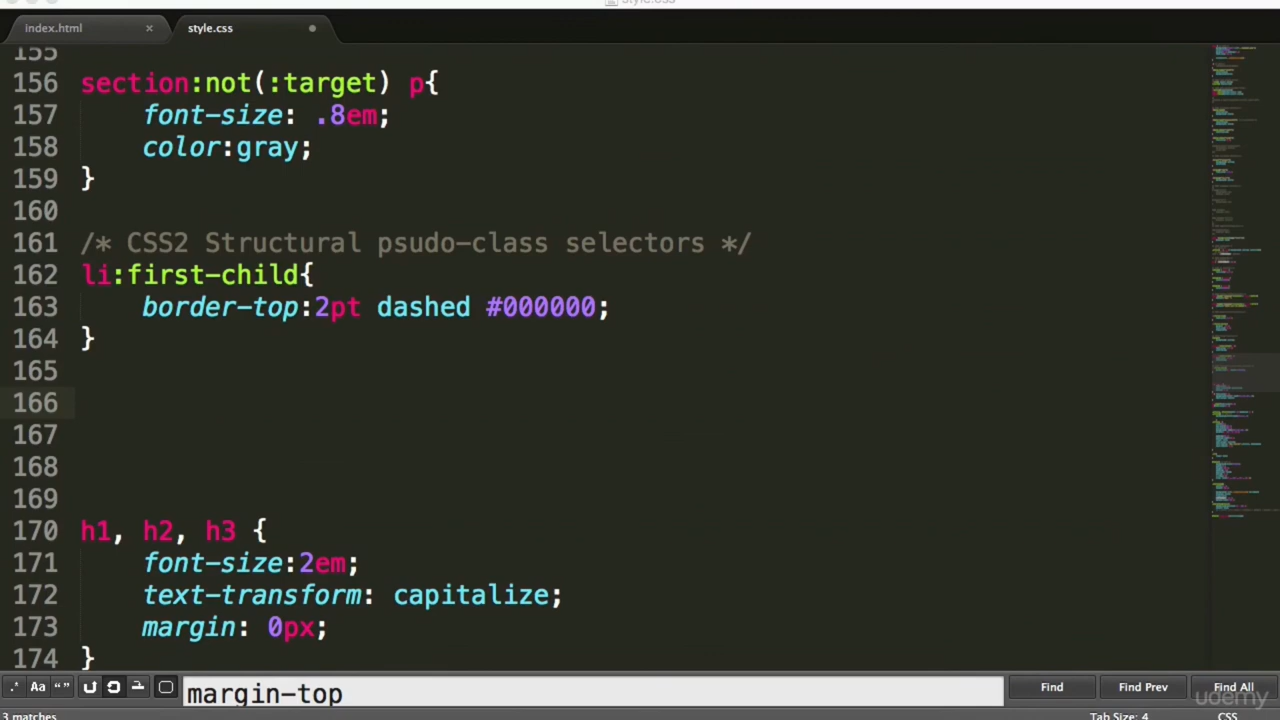 style.css
index.html ×
style.css
155
156 section:not(:target) p{
157 font-size: .8em;
158 color:gray;
159 }
160
161 /* CSS2 Structural psudo-class selectors */
162 li:first-child{
163 border-top:2pt dashed #000000;
164 }
165
166
167
168
169
170 h1, h2, h3 {
171 font-size:2em;
172 text-transform: capitalize;
173 margin: 0px;
174 }
.* Aa “” margin-top Find Find Prev Find All
udemy
3 matches Tab Size: 4 CSS